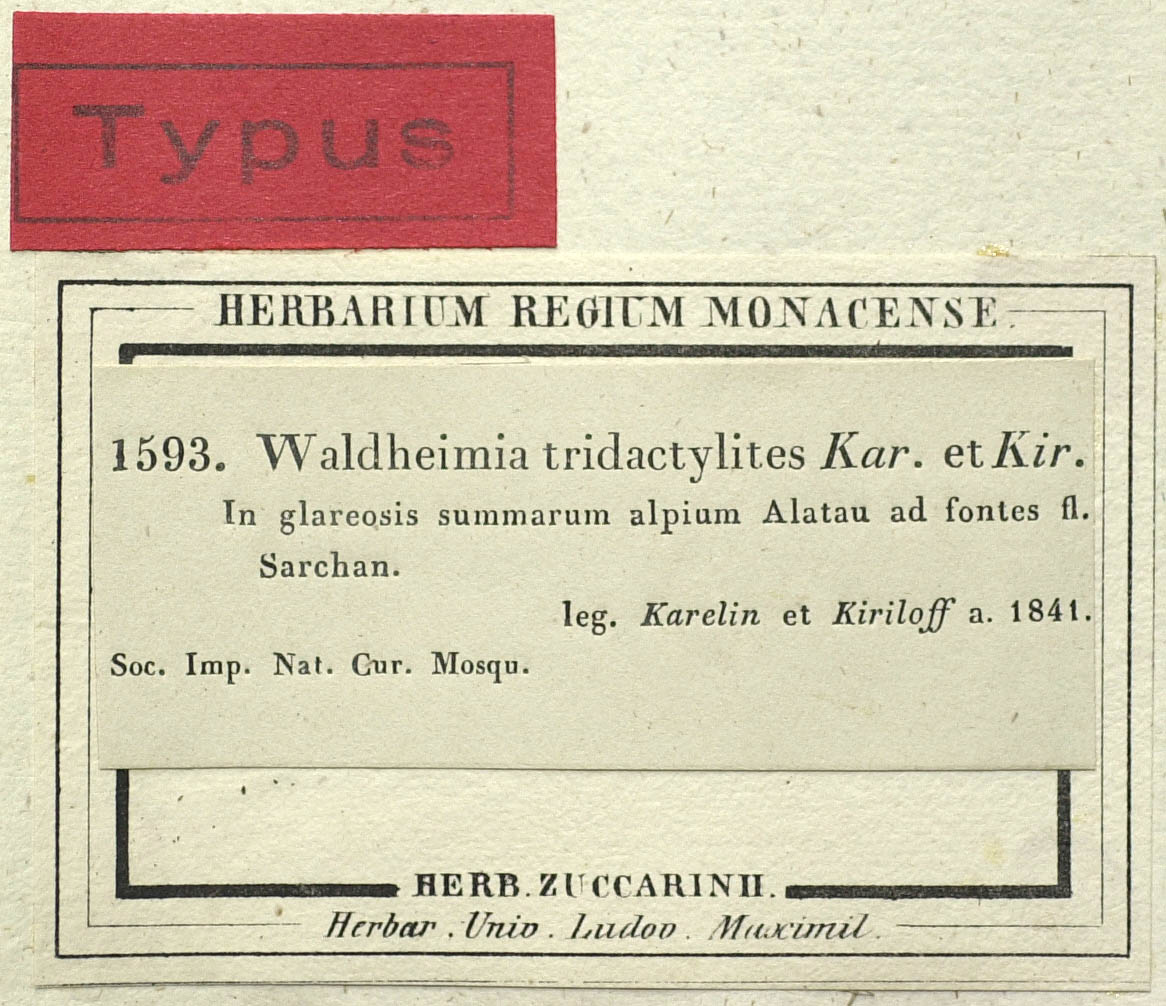 Typus
HERBARIUM REGIUM MONACENSE.
1593. Waldheimia tridactylites Kar. et Kir.
In glareosis summarum alpium Alatau ad fontes fl.
Sarchan.
leg. Karelin et Kiriloff a. 1841.
Soc. Imp. Nat. Cur. Mosqu.
HERB. ZUCCARINII.
Herbar. Univ. Ludov. Maximil.